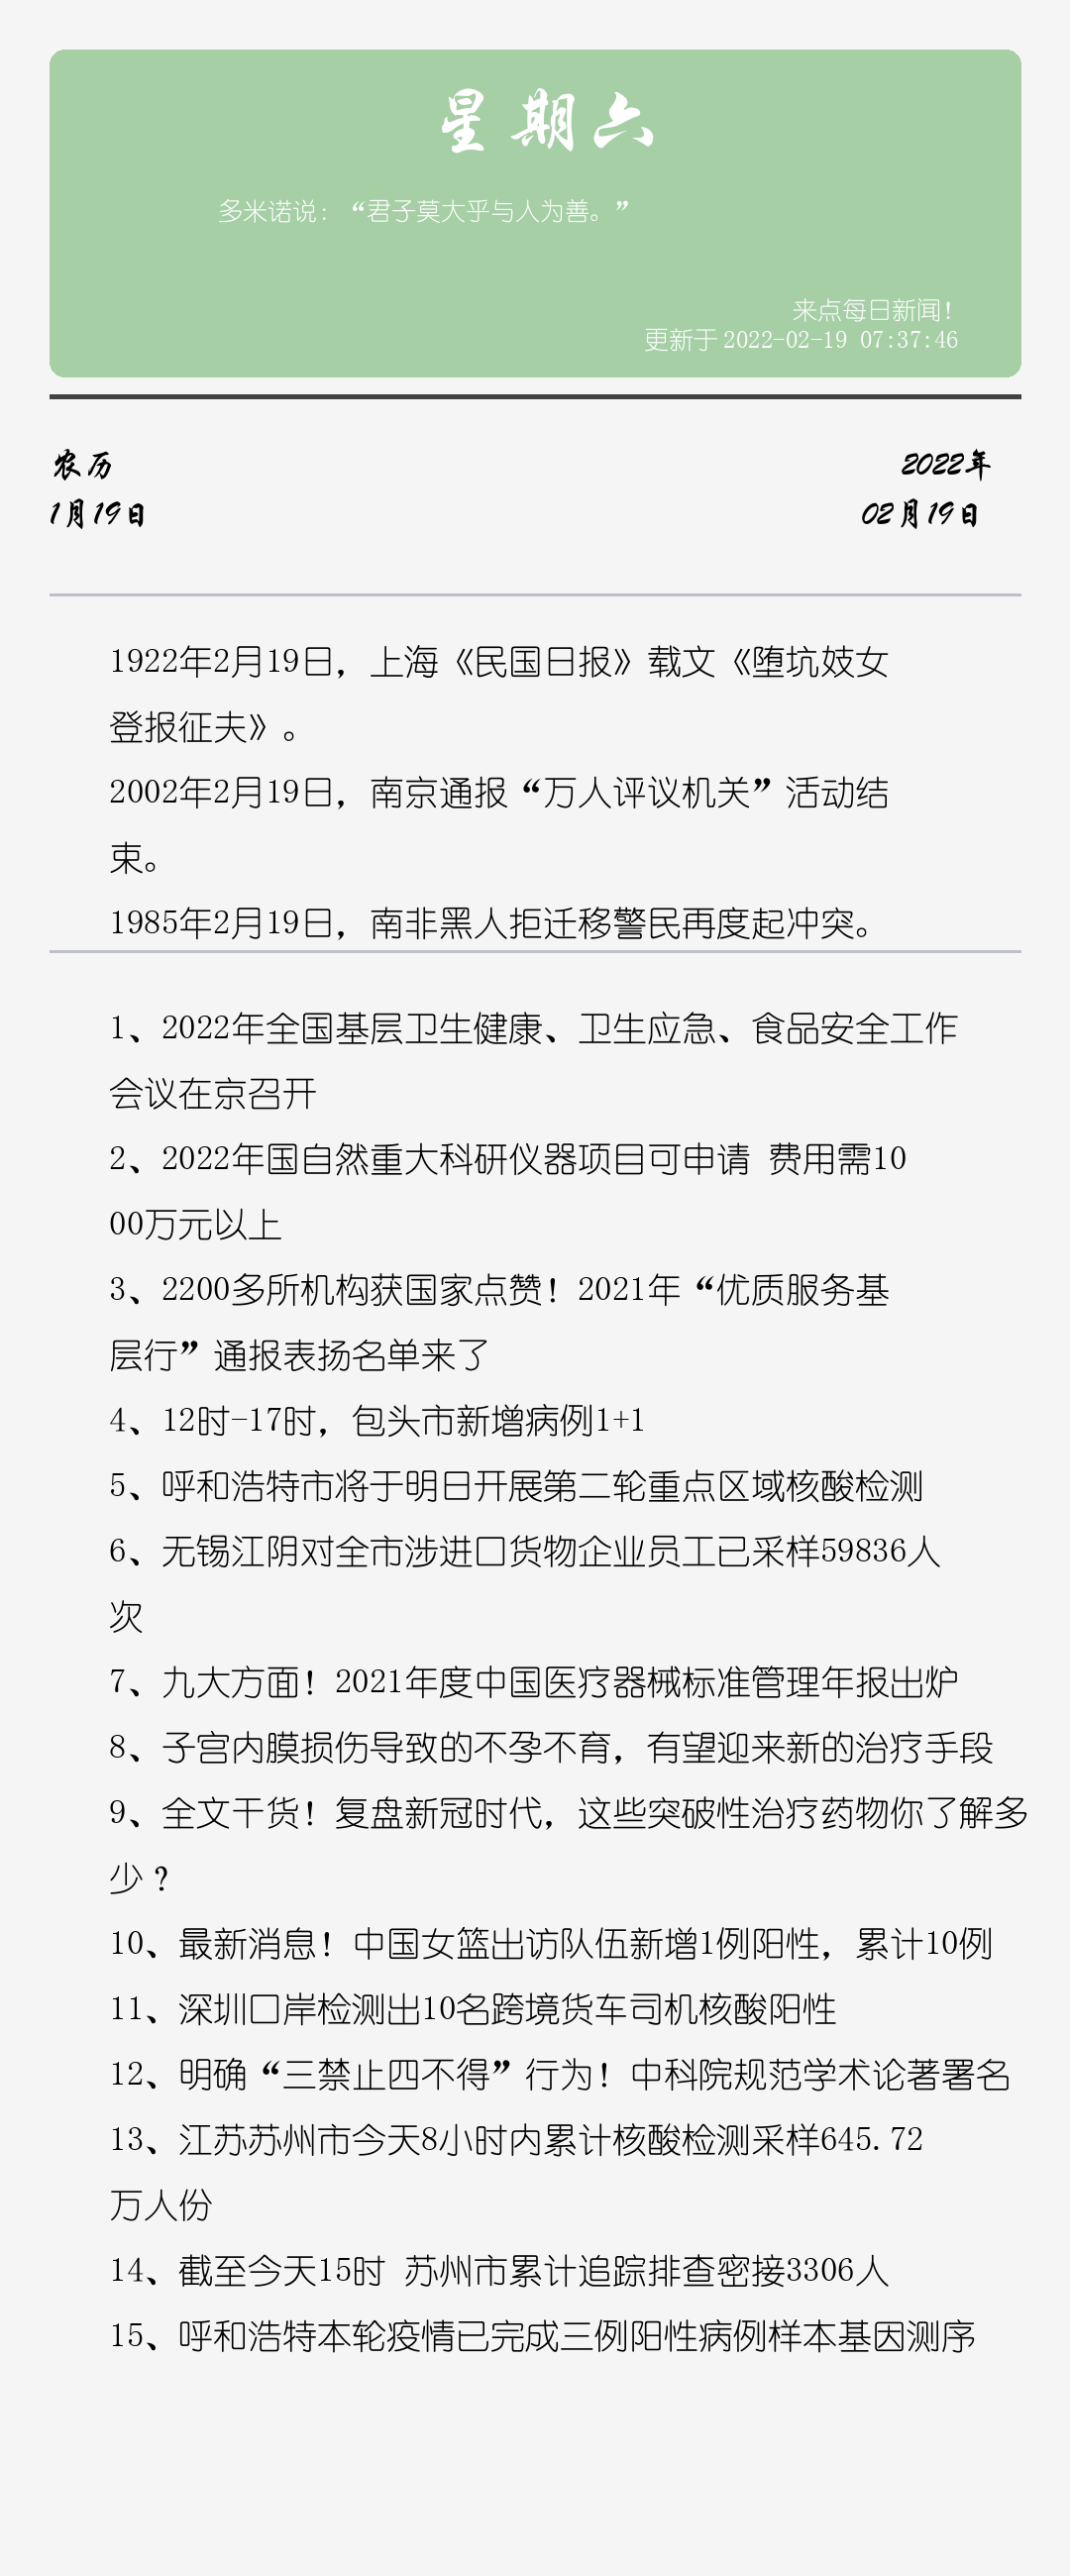 星期六
多米诺说：“君子莫大乎与人为善。”
来点每日新闻！
更新于 2022-02-19 07:37:46
农历
2022年
1月19日
02月19日
1922年2月19日，上海《民国日报》载文《堕坑妓女
登报征夫》。
2002年2月19日，南京通报“万人评议机关”活动结
束。
1985年2月19日，南非黑人拒迁移警民再度起冲突。
1、2022年全国基层卫生健康、卫生应急、食品安全工作
会议在京召开
2、2022年国自然重大科研仪器项目可申请 费用需10
00万元以上
3、2200多所机构获国家点赞！2021年“优质服务基
层行”通报表扬名单来了
4、12时-17时，包头市新增病例1+1
5、呼和浩特市将于明日开展第二轮重点区域核酸检测
6、无锡江阴对全市涉进口货物企业员工已采样59836人
次
7、九大方面！2021年度中国医疗器械标准管理年报出炉
8、子宫内膜损伤导致的不孕不育，有望迎来新的治疗手段
9、全文干货！复盘新冠时代，这些突破性治疗药物你了解多
少？
10、最新消息！中国女篮出访队伍新增1例阳性，累计10例
11、深圳口岸检测出10名跨境货车司机核酸阳性
12、明确“三禁止四不得”行为！中科院规范学术论著署名
13、江苏苏州市今天8小时内累计核酸检测采样645.72
万人份
14、截至今天15时 苏州市累计追踪排查密接3306人
15、呼和浩特本轮疫情已完成三例阳性病例样本基因测序